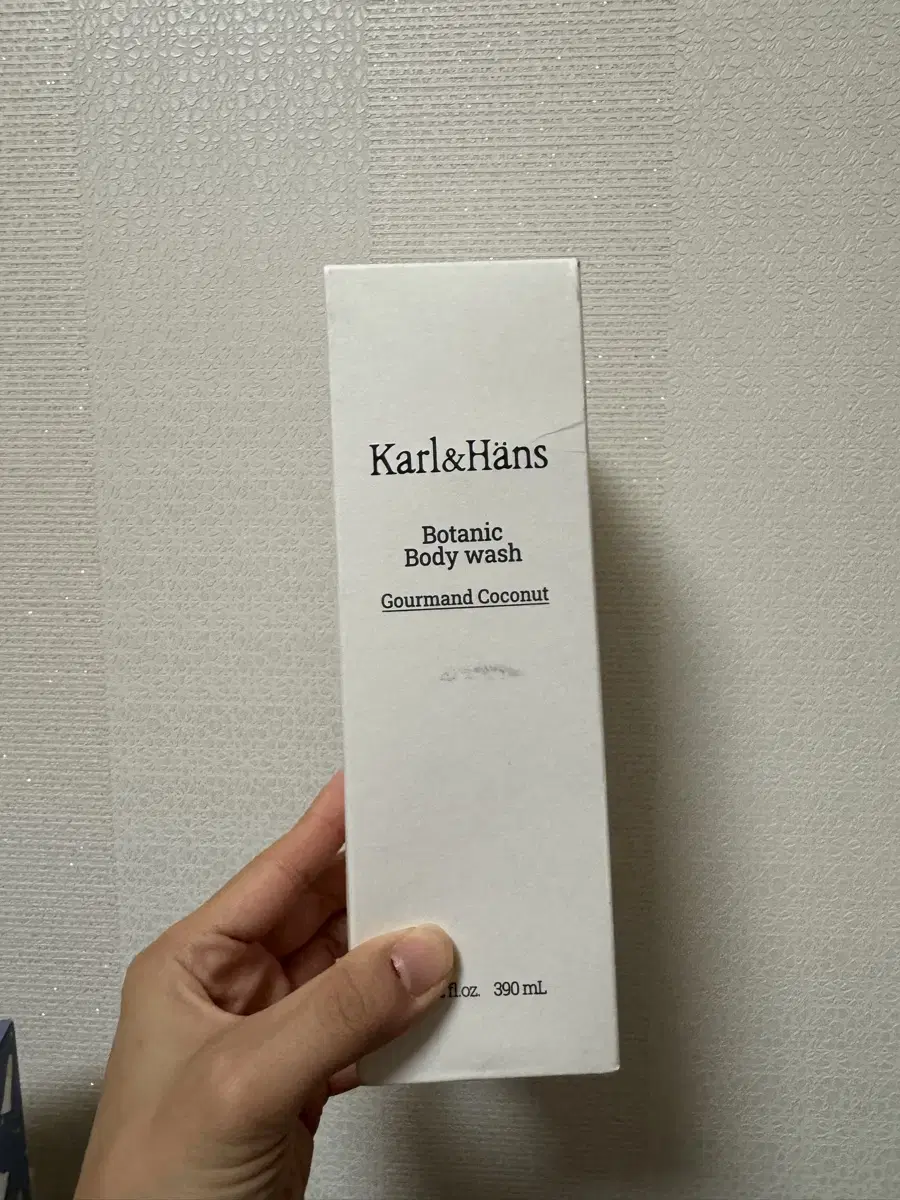 Karl&Häns
Botanic
Body wash
Gourmand Coconut
fl.oz. 390 mL